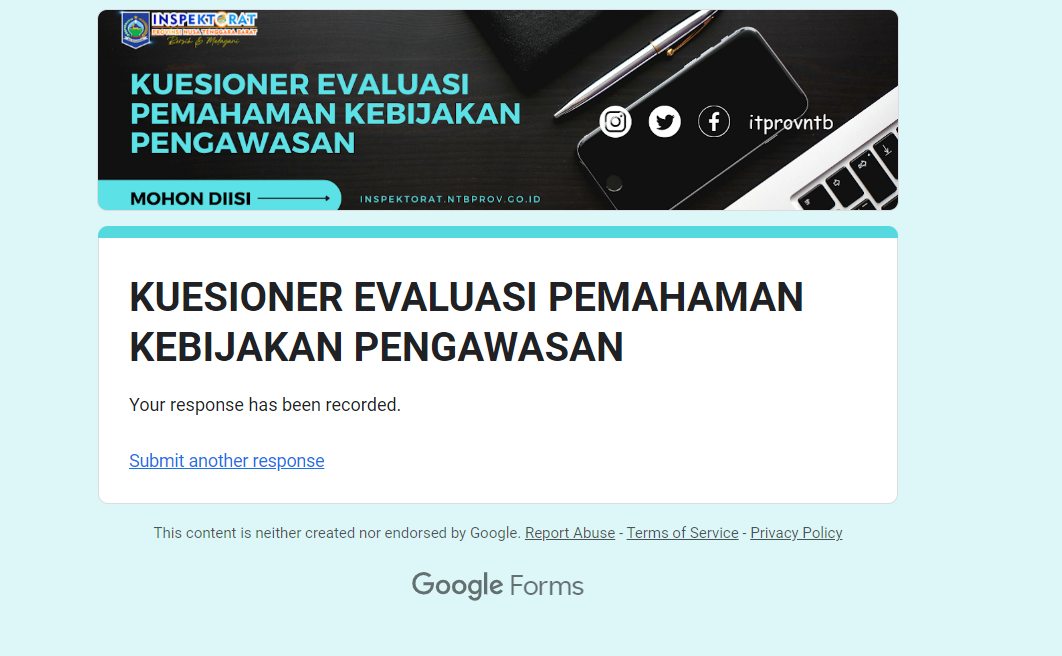 INSPEKTORAT
PROVINSI NUSA TENGGARA BARAT
Bersih & Melayani
KUESIONER EVALUASI
PEMAHAMAN KEBIJAKAN
PENGAWASAN
itprovntb
MOHON DIISI
INSPEKTORAT.NTBPROV.CO.ID
KUESIONER EVALUASI PEMAHAMAN
KEBIJAKAN PENGAWASAN
Your response has been recorded.
Submit another response
This content is neither created nor endorsed by Google. Report Abuse - Terms of Service - Privacy Policy
Google Forms